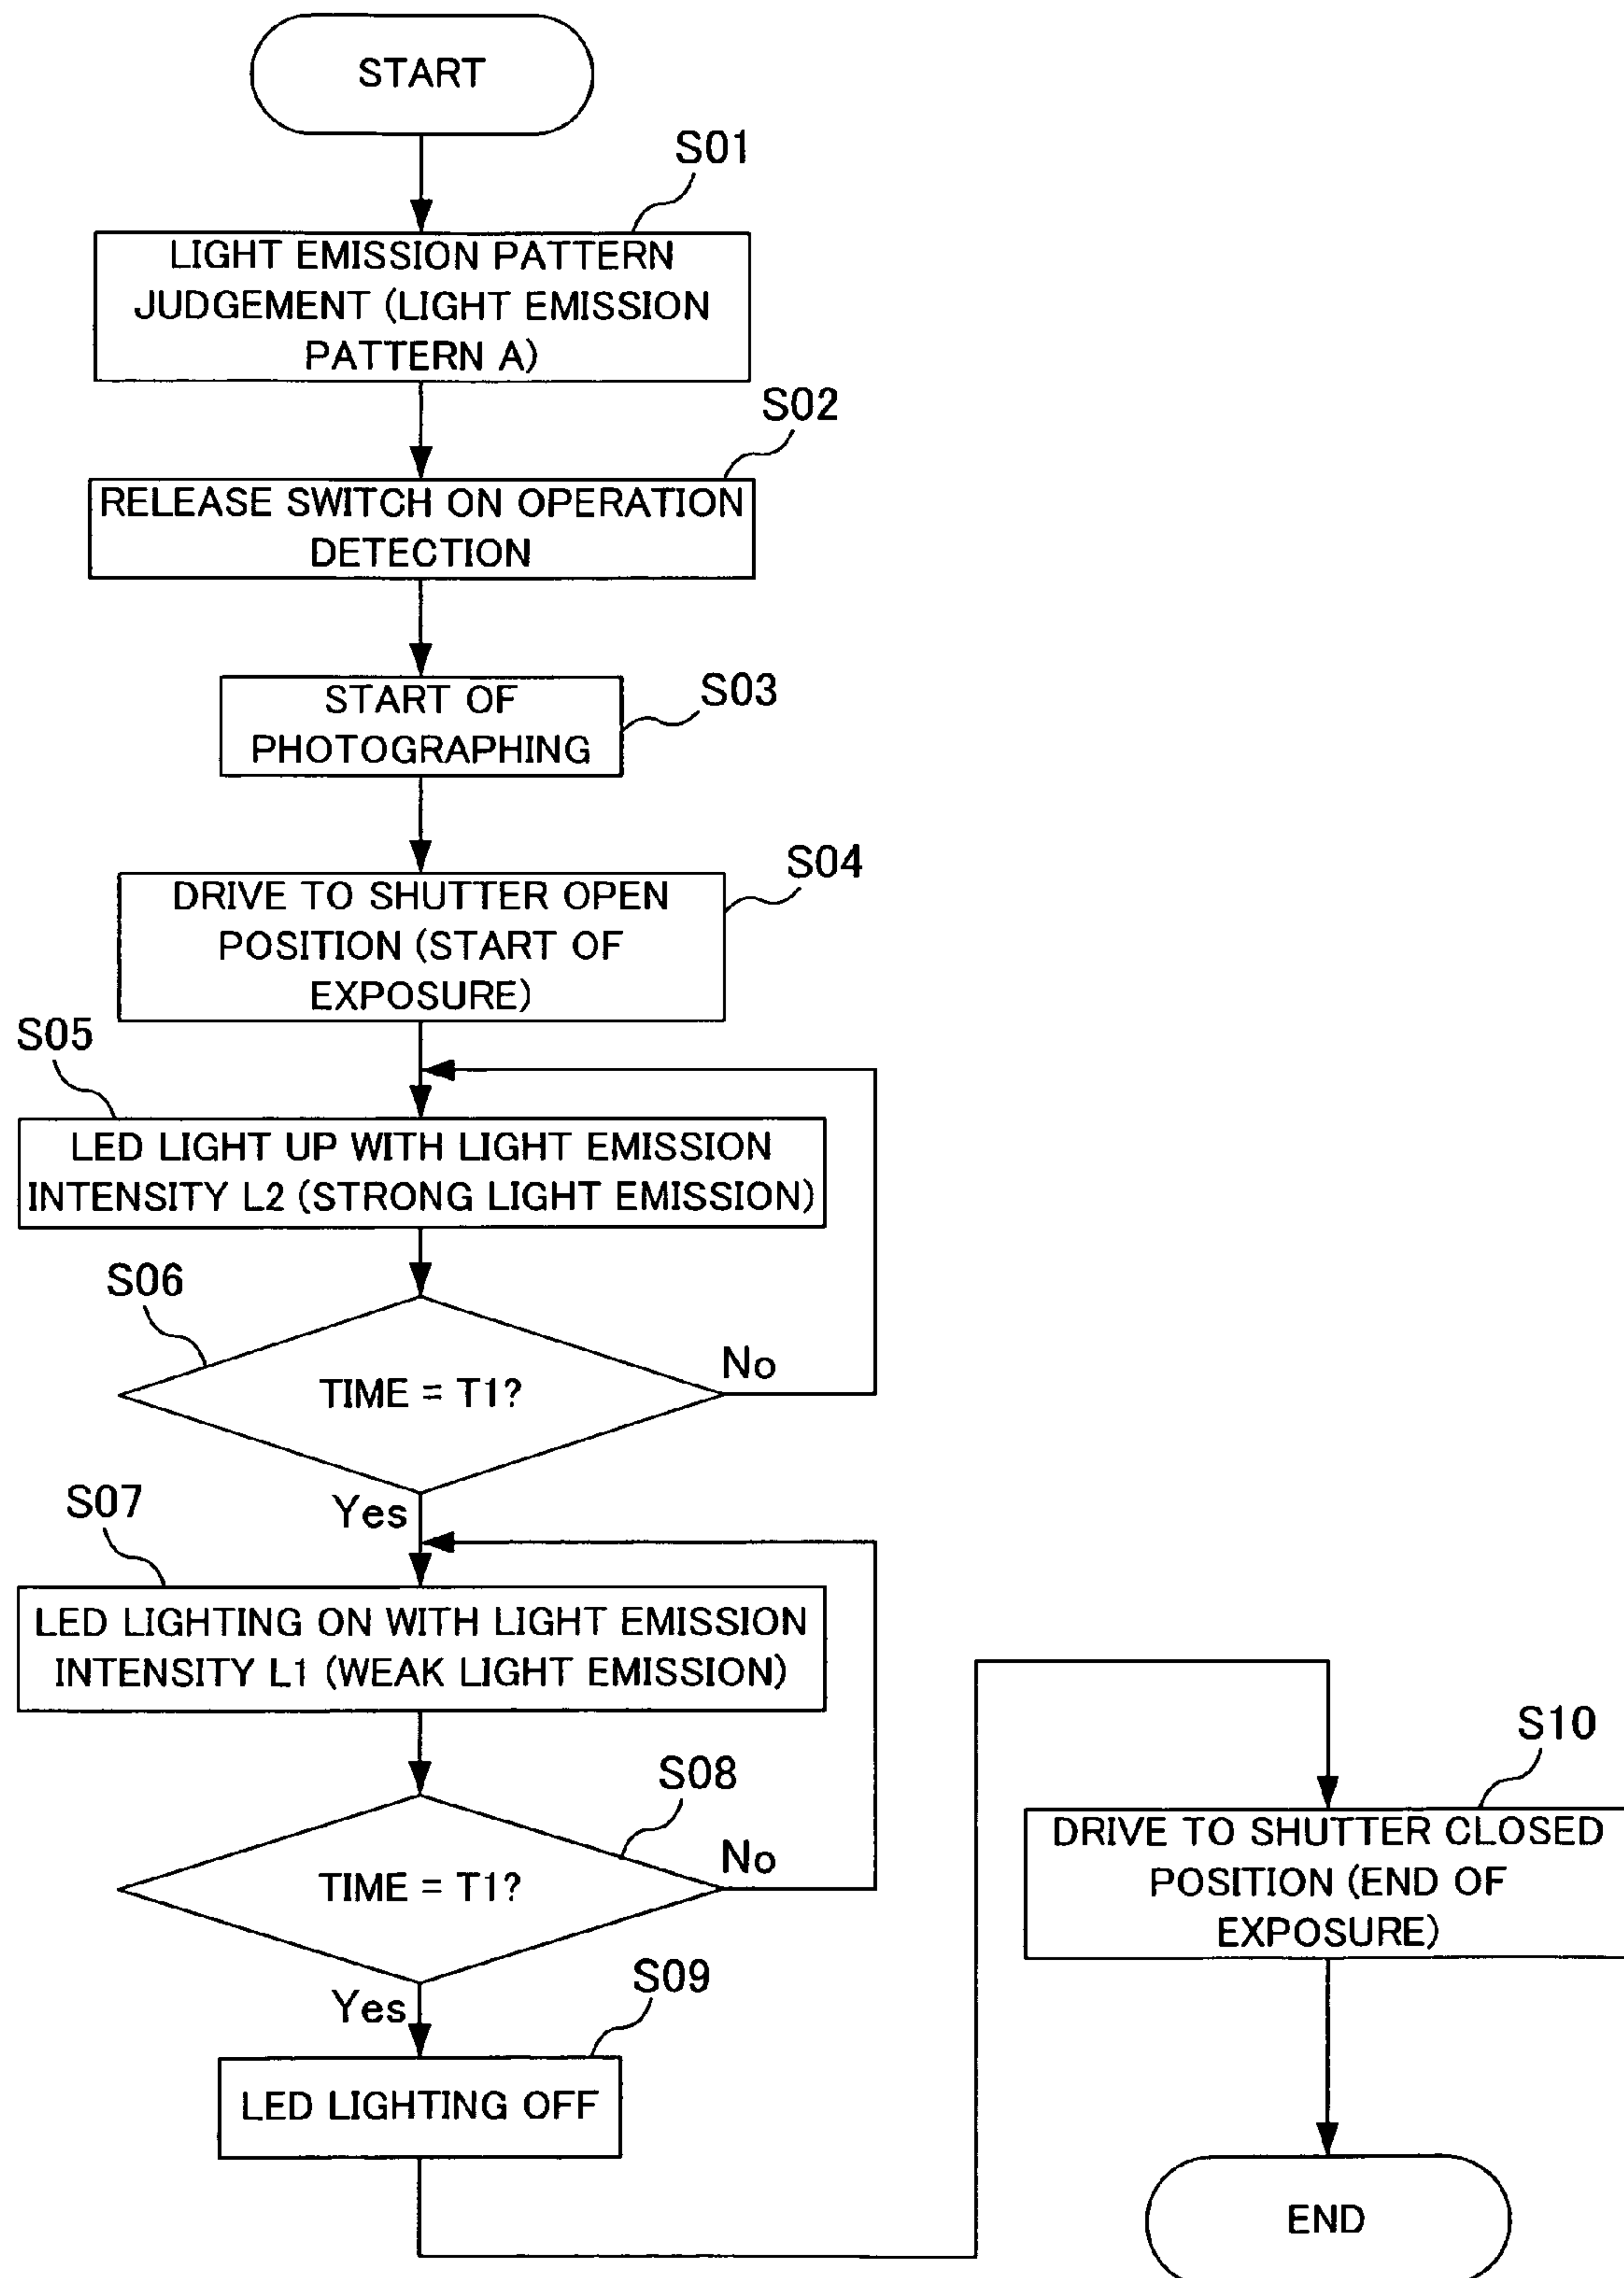 START
S01
LIGHT EMISSION PATTERN
JUDGEMENT (LIGHT EMISSION
PATTERN A)
S02
RELEASE SWITCH ON OPERATION
DETECTION
S03
START OF
PHOTOGRAPHING
S04
DRIVE TO SHUTTER OPEN
POSITION (START OF
EXPOSURE)
S05
LED LIGHT UP WITH LIGHT EMISSION
INTENSITY L2 (STRONG LIGHT EMISSION)
S06
TIME = T1?
No
Yes
S07
LED LIGHTING ON WITH LIGHT EMISSION
INTENSITY L1 (WEAK LIGHT EMISSION)
S08
TIME = T1?
No
Yes
S09
LED LIGHTING OFF
S10
DRIVE TO SHUTTER CLOSED
POSITION (END OF
EXPOSURE)
END